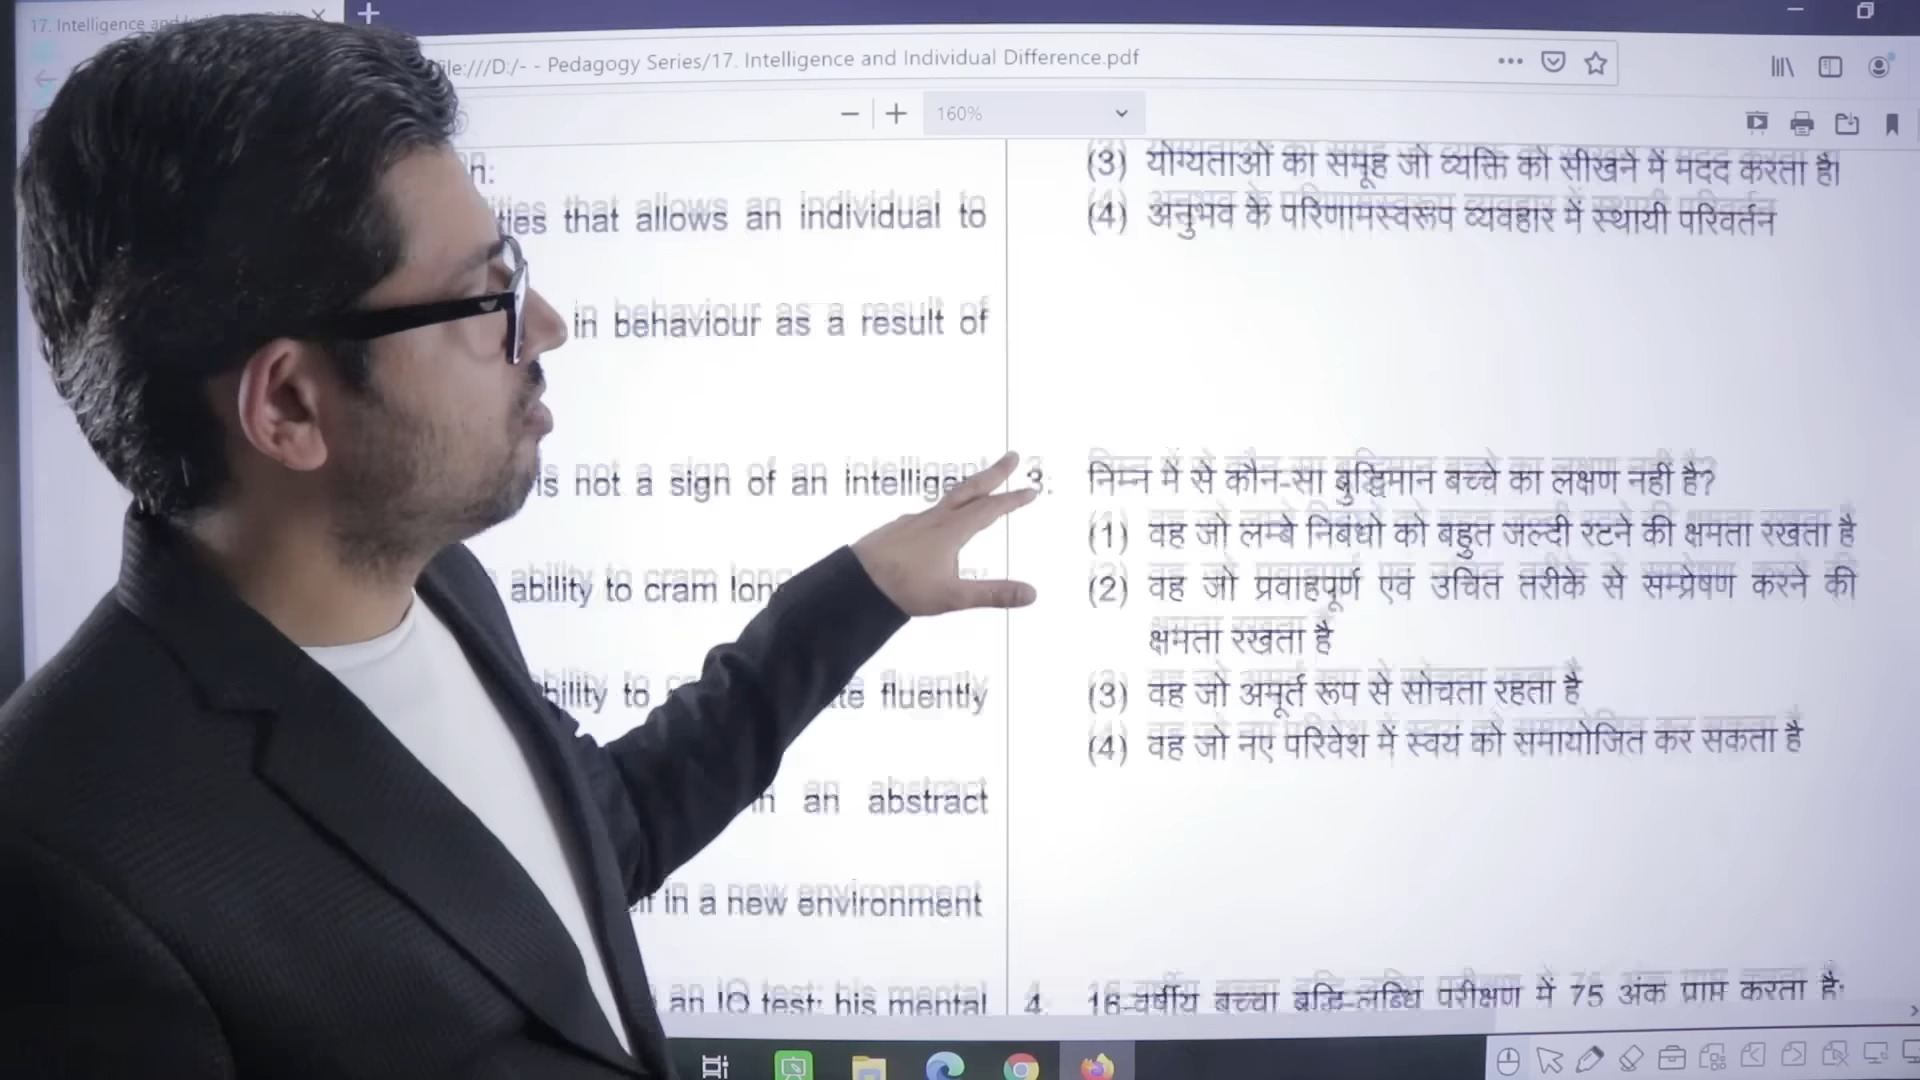 17. Intelligence and
file:///D:/- - Pedagogy Series/17. Intelligence and Individual Difference.pdf
160%
n:
ties that allows an individual to
in behaviour as a result of
is not a sign of an intelligent
ability to cram long
bility to te fluently
in an abstract
in a new environment
an IQ test; his mental
(3) योग्यताओं का समूह जो व्यक्ति को सीखने में मदद करता है।
(4) अनुभव के परिणामस्वरूप व्यवहार में स्थायी परिवर्तन
3. निम्न में से कौन-सा बुद्धिमान बच्चे का लक्षण नहीं है?
(1) वह जो लम्बे निबंधो को बहुत जल्दी रटने की क्षमता रखता है
(2) वह जो प्रवाहपूर्ण एवं उचित तरीके से सम्प्रेषण करने की
क्षमता रखता है
(3) वह जो अमूर्त रूप से सोचता रहता है
(4) वह जो नए परिवेश में स्वयं को समायोजित कर सकता है
4. 16-वर्षीय बच्चा बुद्धि-लब्धि परीक्षण में 75 अंक प्राप्त करता है;